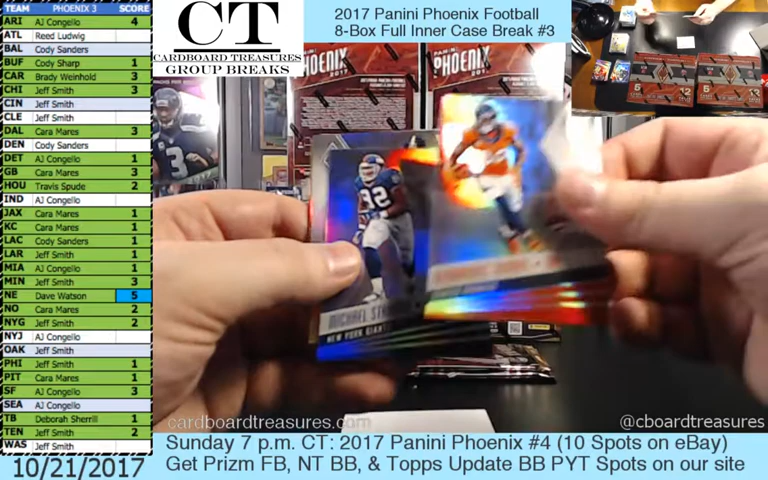 TEAM PHOENIX 3 SCORE
ARI AJ Congello 4
ATL Reed Ludwig
BAL Cody Sanders
BUF Cody Sharp 1
CAR Brady Weinhold 3
CHI Jeff Smith 3
CIN Jeff Smith
CLE Jeff Smith
DAL Cara Mares 3
DEN Cody Sanders
DET AJ Congello 1
GB Cara Mares 3
HOU Travis Spude 2
IND AJ Congello
JAX Cara Mares 1
KC Cara Mares 1
LAC Cody Sanders 1
LAR Jeff Smith 1
MIA AJ Congello 1
MIN Jeff Smith 3
NE Dave Watson 5
NO Cara Mares 2
NYG Jeff Smith 2
NYJ AJ Congello
OAK Jeff Smith
PHI Jeff Smith 1
PIT Cara Mares 1
SF AJ Congello 3
SEA AJ Congello
TB Deborah Sherrill 1
TEN Jeff Smith 2
WAS Jeff Smith
10/21/2017
CT
CARDBOARD TREASURES
GROUP BREAKS
2017 Panini Phoenix Football
8-Box Full Inner Case Break #3
PHOENIX
PHOENIX
MICHAEL
NEW YORK GIANTS
cardboardtreasures.com
@cboardtreasures
Sunday 7 p.m. CT: 2017 Panini Phoenix #4 (10 Spots on eBay)
Get Prizm FB, NT BB, & Topps Update BB PYT Spots on our site